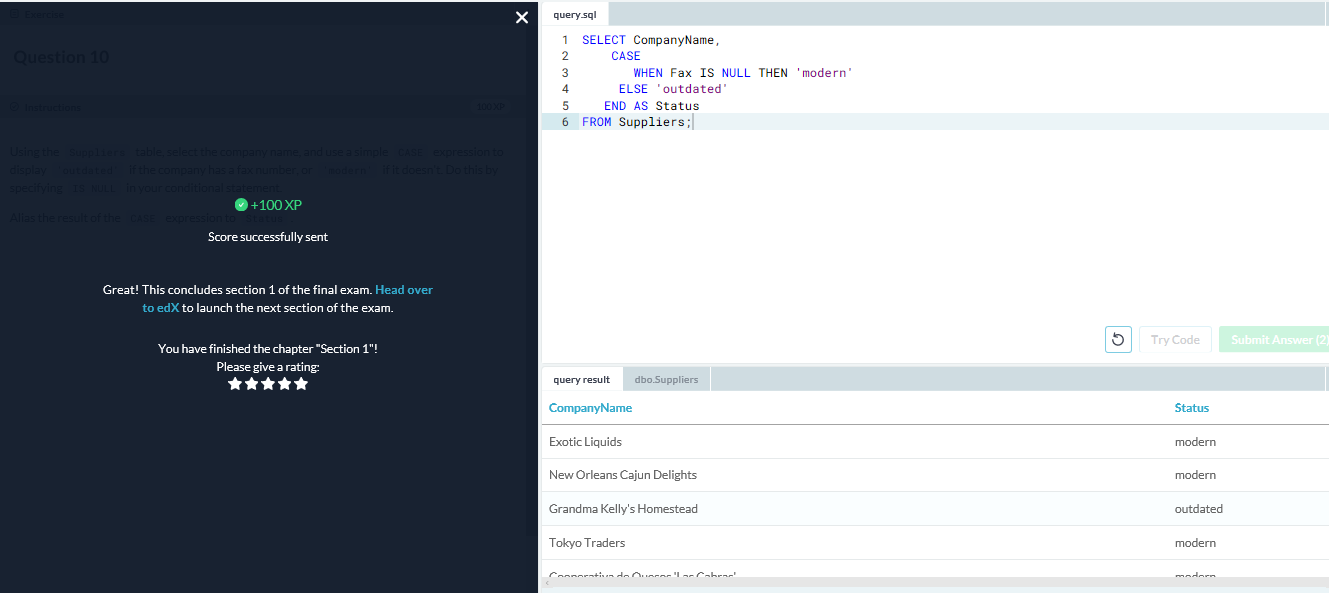 Exercise
Question 10
Instructions
100 XP
Using the Suppliers table, select the company name, and use a simple CASE expression to
display 'outdated' if the company has a fax number, or 'modern' if it doesn't. Do this by
specifying IS NULL in your conditional statement.
Alias the result of the CASE expression to Status
+100 XP
Score successfully sent
Great! This concludes section 1 of the final exam. Head over
to edX to launch the next section of the exam.
You have finished the chapter "Section 1"!
Please give a rating:
query.sql
1 SELECT CompanyName,
2 CASE
3 WHEN Fax IS NULL THEN 'modern'
4 ELSE 'outdated'
5 END AS Status
6 FROM Suppliers;
Try Code
Submit Answer (2)
query result
dbo.Suppliers
CompanyName Status
Exotic Liquids modern
New Orleans Cajun Delights modern
Grandma Kelly's Homestead outdated
Tokyo Traders modern
Cooperativa de Quesos 'Las Cabras' modern